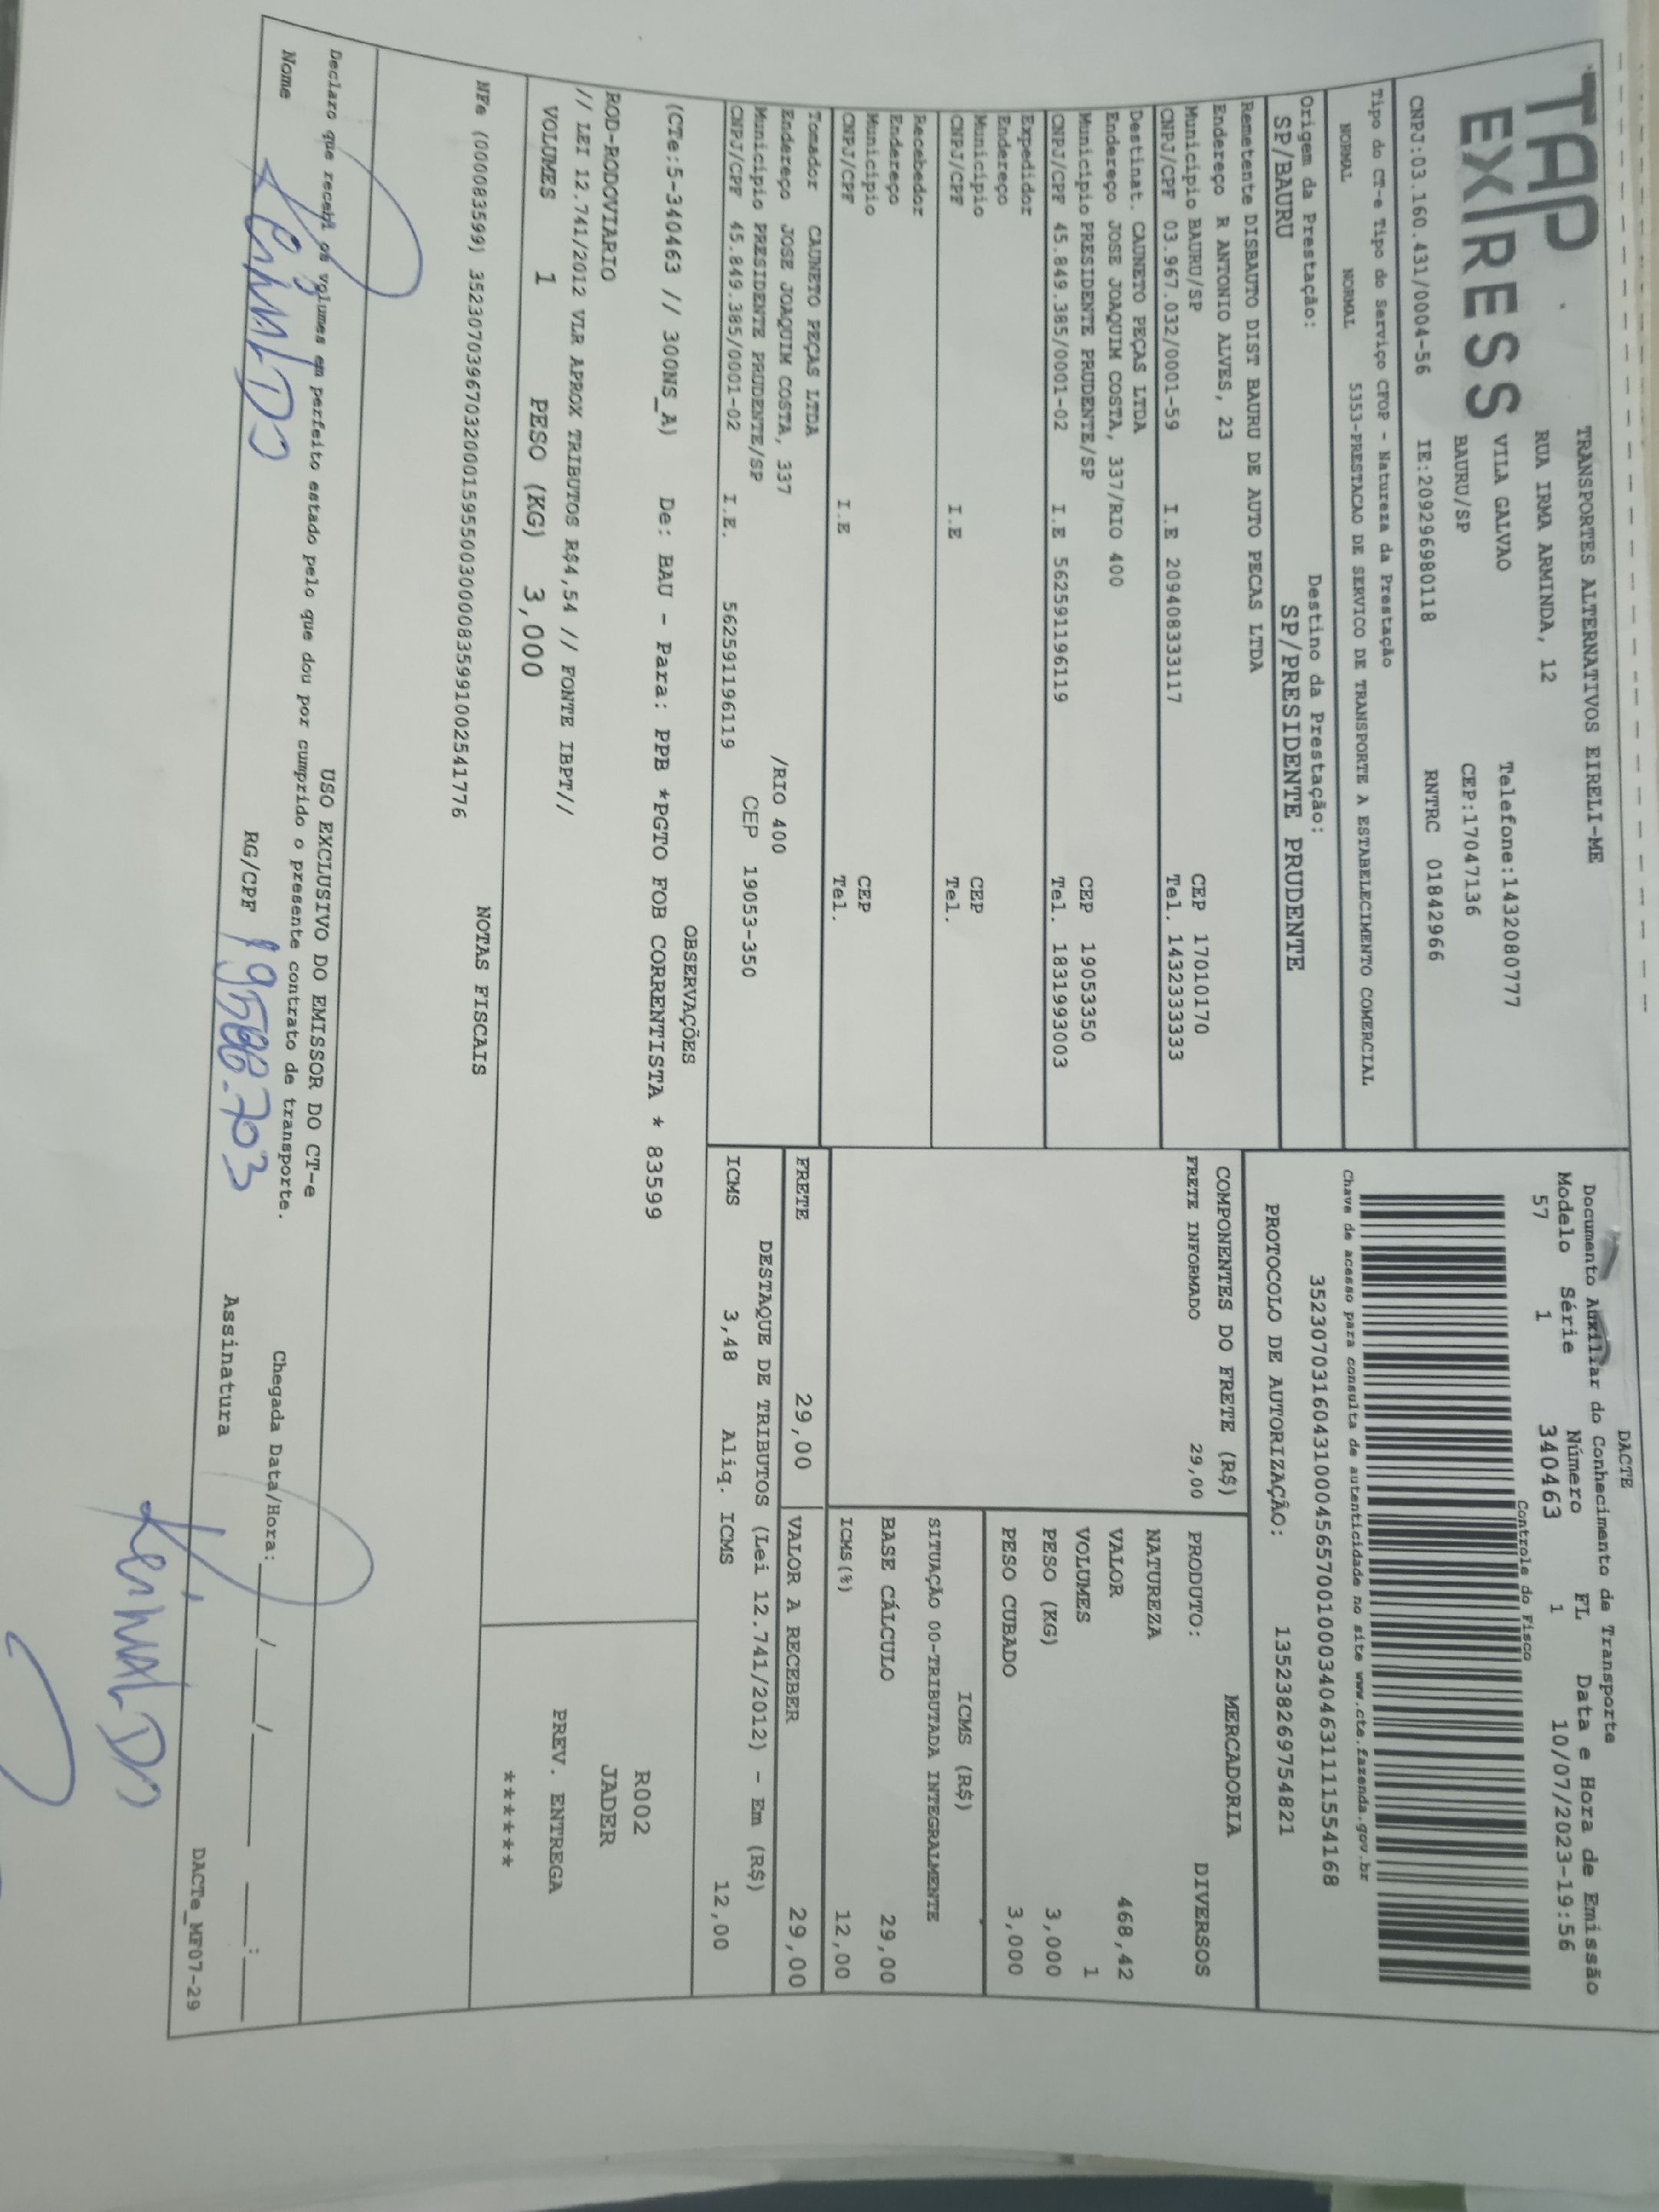 TAP
EXPRESS
TRANSPORTES ALTERNATIVOS EIRELI-ME
RUA IRMA ARMINDA, 12
VILA GALVAO Telefone:1432080777
BAURU/SP CEP:17047136
CNPJ:03.160.431/0004-56 IE:209296980118 RNTRC 01842966
Tipo do CT-e Tipo do Serviço CFOP - Natureza da Prestação
NORMAL NORMAL 5353-PRESTACAO DE SERVICO DE TRANSPORTE A ESTABELECIMENTO COMERCIAL
Origem da Prestação: Destino da Prestação:
SP/BAURU SP/PRESIDENTE PRUDENTE
DACTE
Documento Auxiliar do Conhecimento de Transporte
Modelo Série Número FL Data e Hora de Emissão
57 1 340463 1 10/07/2023-19:56
Controle do Fisco
Chave de acesso para consulta de autenticidade no site www.cte.fazenda.gov.br
35230703160431000456570010003404631111554168
PROTOCOLO DE AUTORIZAÇÃO: 135238269754821
Remetente DISBAUTO DIST BAURU DE AUTO PECAS LTDA
Endereço R ANTONIO ALVES, 23
Municipio BAURU/SP CEP 17010170
CNPJ/CPF 03.967.032/0001-59 I.E 209408333117 Tel. 1432333333
Detinat. CAUNETO PEÇAS LTDA
Endereço JOSE JOAQUIM COSTA, 337/RIO 400
Municipio PRESIDENTE PRUDENTE/SP CEP 19053350
CNPJ/CPF 45.849.385/0001-02 I.E 562591196119 Tel. 1831993003
Expedidor
Endereço
Municipio CEP
CNPJ/CPF I.E Tel.
Recebedor
Endereço
Municipio CEP
CNPJ/CPF I.E Tel.
Tomador CAUNETO PEÇAS LTDA
Endereço JOSE JOAQUIM COSTA, 337 /RIO 400
Municipio PRESIDENTE PRUDENTE/SP CEP 19053-350
CNPJ/CPF 45.849.385/0001-02 I.E. 562591196119
COMPONENTES DO FRETE (R$)
FRETE INFORMADO 29,00
MERCADORIA
PRODUTO: DIVERSOS
NATUREZA
VALOR 468,42
VOLUMES 1
PESO (KG) 3,000
PESO CUBADO 3,000
ICMS (R$)
SITUAÇÃO 00-TRIBUTADA INTEGRALMENTE
BASE CÁLCULO 29,00
ICMS(%) 12,00
FRETE 29,00 VALOR A RECEBER 29,00
DESTAQUE DE TRIBUTOS (Lei 12.741/2012) - Em (R$)
ICMS 3,48 Aliq. ICMS 12,00
OBSERVAÇÕES
(CTe:5-340463 // 300NS_A) De: BAU - Para: PPB *PGTO FOB CORRENTISTA * 83599
ROD-RODOVIARIO
// LEI 12.741/2012 VLR APROX TRIBUTOS R$4,54 // FONTE IBPT//
VOLUMES 1 PESO (KG) 3,000
R002
JADER
PREV. ENTREGA
******
NOTAS FISCAIS
NFe (000083599) 35230703967032000159550030000835991002541776
USO EXCLUSIVO DO EMISSOR DO CT-e
Declaro que recebi os volumes em perfeito estado pelo que dou por cumprido o presente contrato de transporte.
Chegada Data/Hora: ____/____/____ ___:___
Nome RG/CPF Assinatura
DACTe_MF07-29